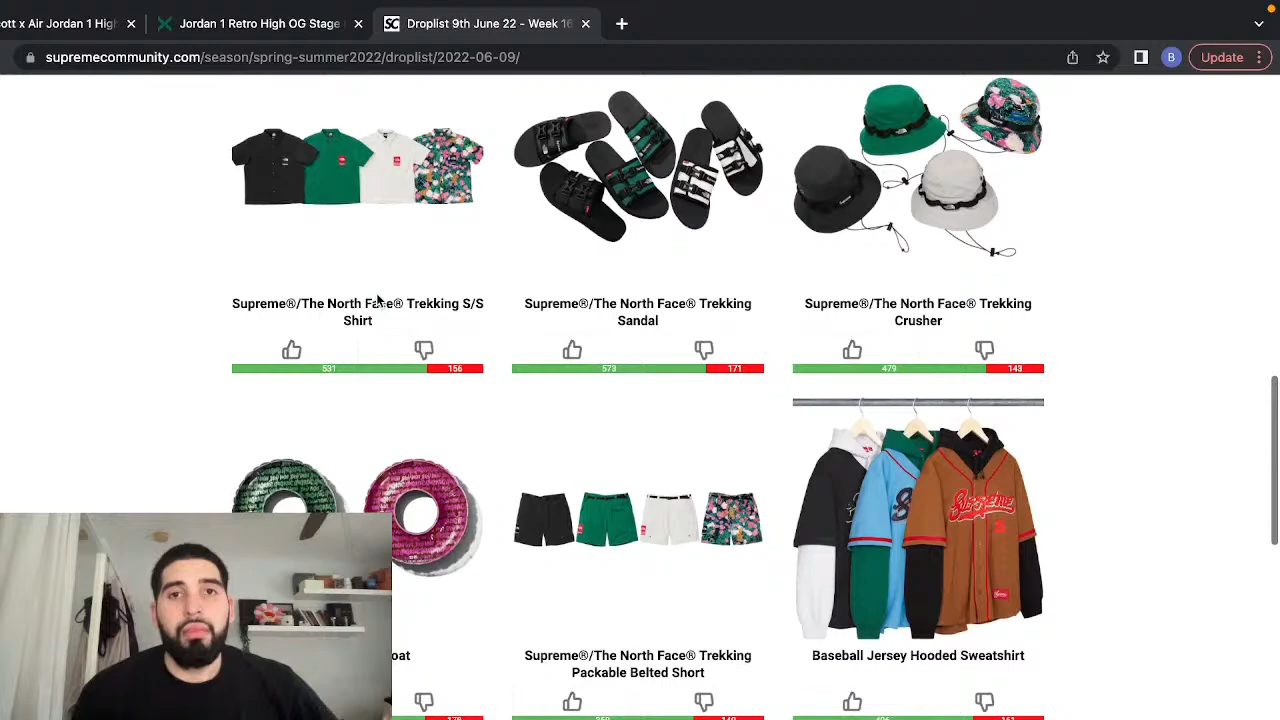 ott x Air Jordan 1 High
Jordan 1 Retro High OG Stage
Droplist 9th June 22 - Week 16
supremecommunity.com/season/spring-summer2022/droplist/2022-06-09/
B
Update
Supreme®/The North Face® Trekking S/S
Shirt
Supreme®/The North Face® Trekking
Sandal
Supreme®/The North Face® Trekking
Crusher
531
156
573
171
479
143
Supreme
oat
Supreme®/The North Face® Trekking
Packable Belted Short
Baseball Jersey Hooded Sweatshirt